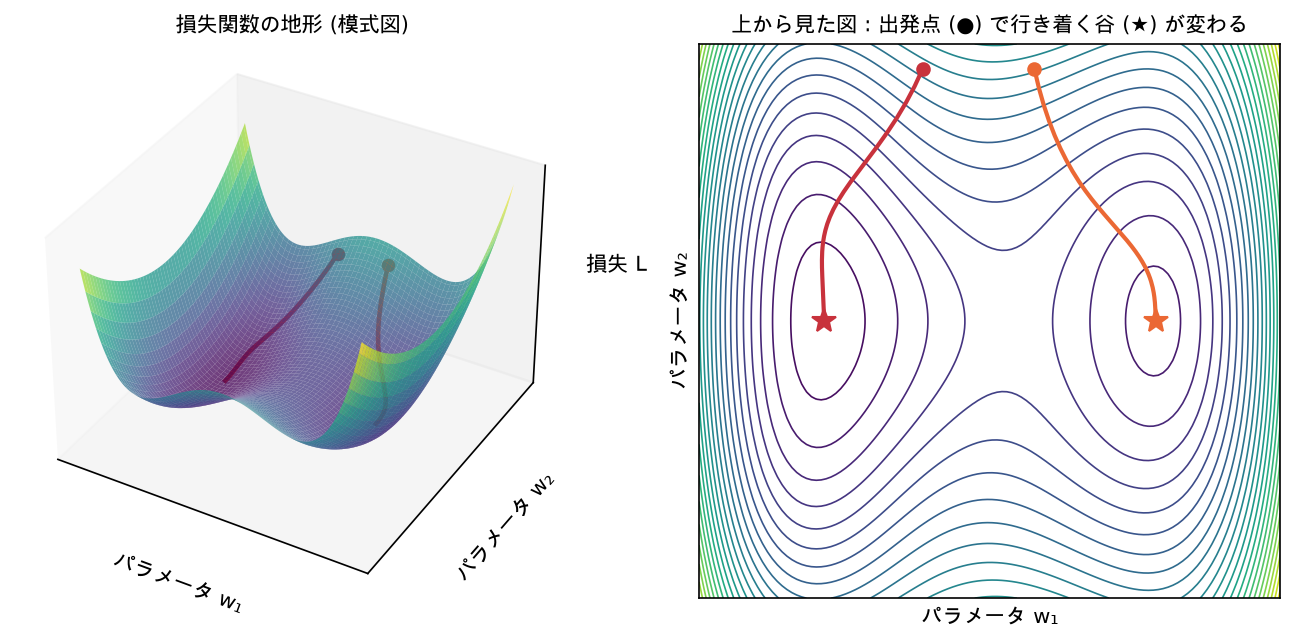 損失関数の地形 (模式図)
損失 L
パラメータ w₁
パラメータ w₂
上から見た図 : 出発点 (●) で行き着く谷 (★) が変わる
パラメータ w₂
パラメータ w₁